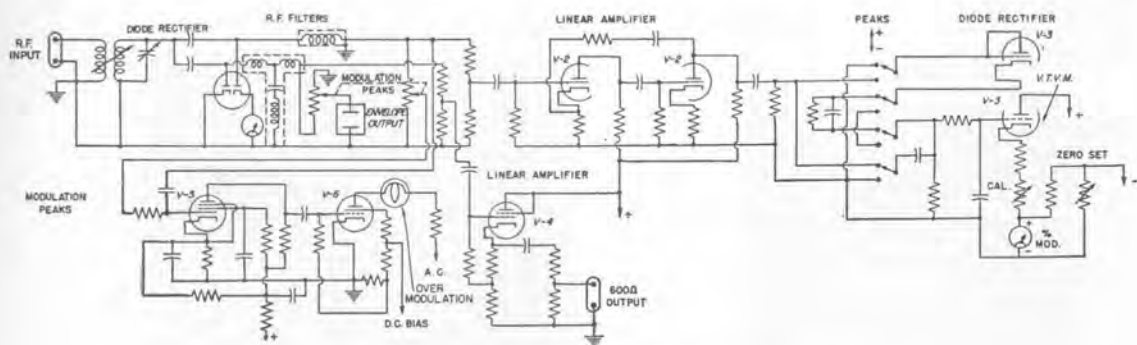 R.F. INPUT
DIODE RECTIFIER
R.F. FILTERS
MODULATION PEAKS
ENVELOPE OUTPUT
LINEAR AMPLIFIER
V-2
V-2
PEAKS
+
-
DIODE RECTIFIER
V-3
V.T.V.M.
V-3
+
ZERO SET
-
CAL.
+
% MOD.
-
MODULATION PEAKS
V-5
V-5
A.C.
OVER MODULATION
D.C. BIAS
+
LINEAR AMPLIFIER
V-4
+
600Ω OUTPUT